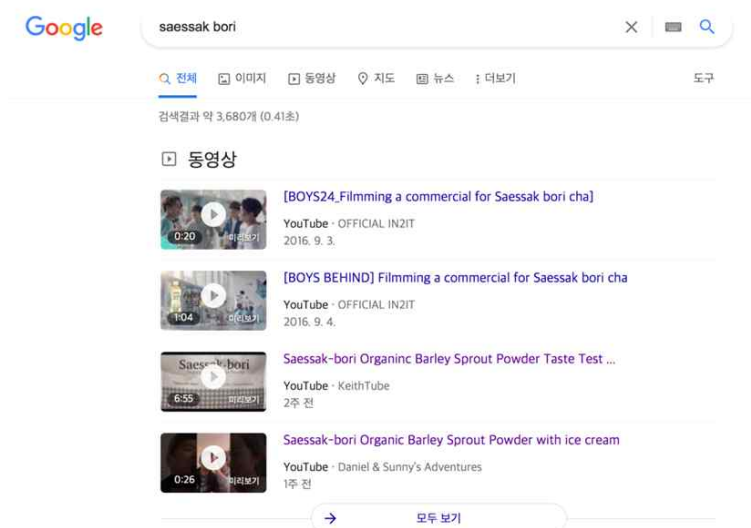 Google
saessak bori
전체 이미지 동영상 지도 뉴스 더보기 도구
검색결과 약 3,680개 (0.41초)
동영상
[BOYS24_Filmming a commercial for Saessak bori cha]
YouTube · OFFICIAL IN2IT
2016. 9. 3.
0:20 미리보기
[BOYS BEHIND] Filmming a commercial for Saessak bori cha
YouTube · OFFICIAL IN2IT
2016. 9. 4.
1:04 미리보기
Saessak-bori Organinc Barley Sprout Powder Taste Test ...
YouTube · KeithTube
2주 전
Saessak-bori
6:55 미리보기
Saessak-bori Organic Barley Sprout Powder with ice cream
YouTube · Daniel & Sunny's Adventures
1주 전
0:26 미리보기
모두 보기